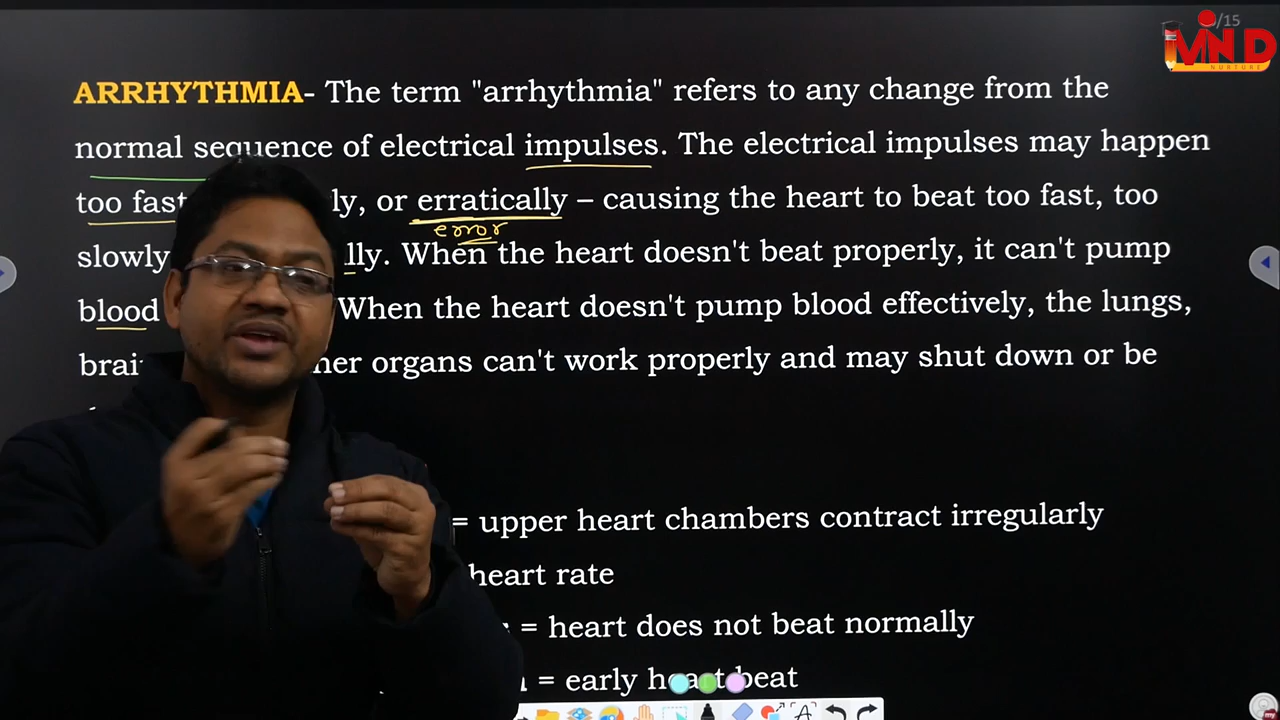 /15
MIND
NURTURE
ARRHYTHMIA- The term "arrhythmia" refers to any change from the
normal sequence of electrical impulses. The electrical impulses may happen
too fast ly, or erratically – causing the heart to beat too fast, too
error
slowly lly. When the heart doesn't beat properly, it can't pump
blood When the heart doesn't pump blood effectively, the lungs,
organs can't work properly and may shut down or be
= upper heart chambers contract irregularly
heart rate
= heart does not beat normally
= early heart beat
A